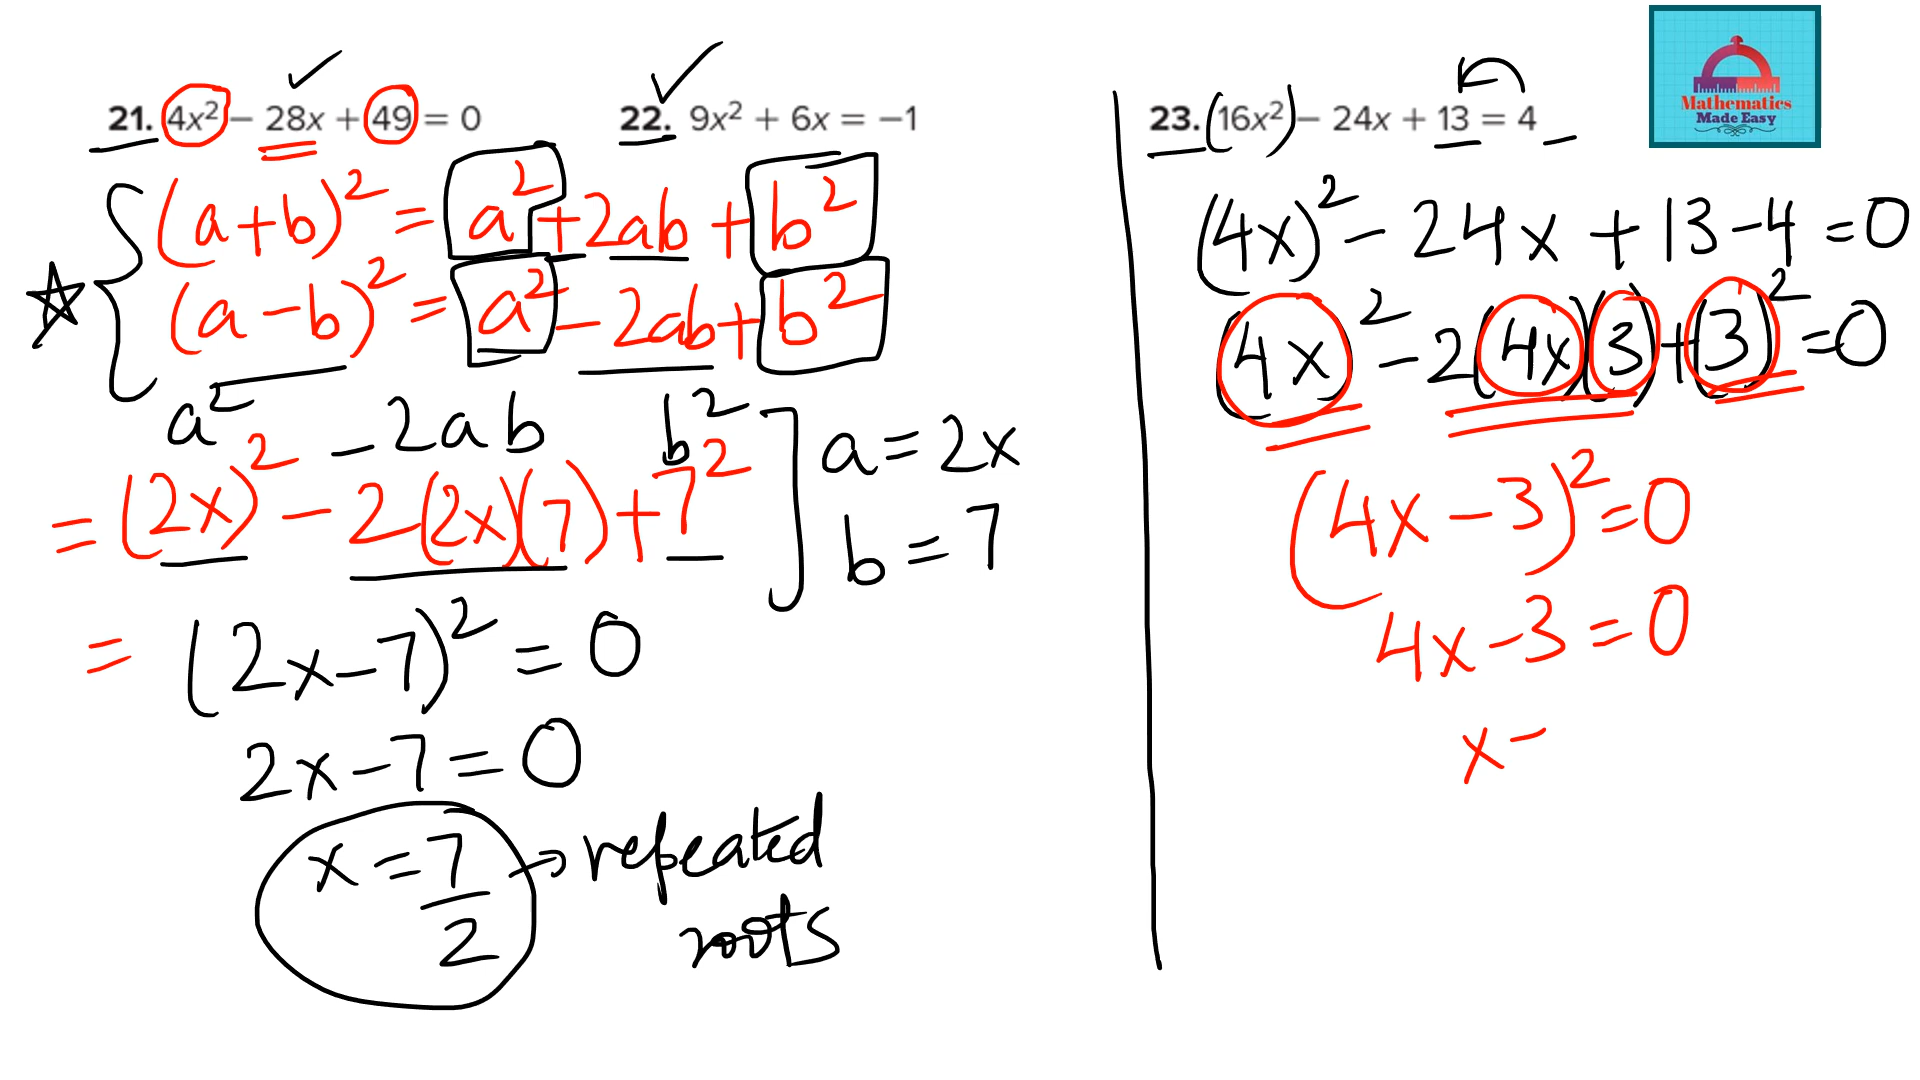 21. 4x² − 28x + 49 = 0
22. 9x² + 6x = −1
(a+b)² = a² + 2ab + b²
(a−b)² = a² − 2ab + b²
a² − 2ab b²
= (2x)² − 2(2x)(7) + 7²
a = 2x
b = 7
= (2x−7)² = 0
2x−7 = 0
x = 7/2 → repeated
roots
23. (16x²) − 24x + 13 = 4
(4x)² − 24x + 13 − 4 = 0
(4x)² − 2(4x)(3) + (3)² = 0
(4x − 3)² = 0
4x − 3 = 0
x −
Mathematics
Made Easy